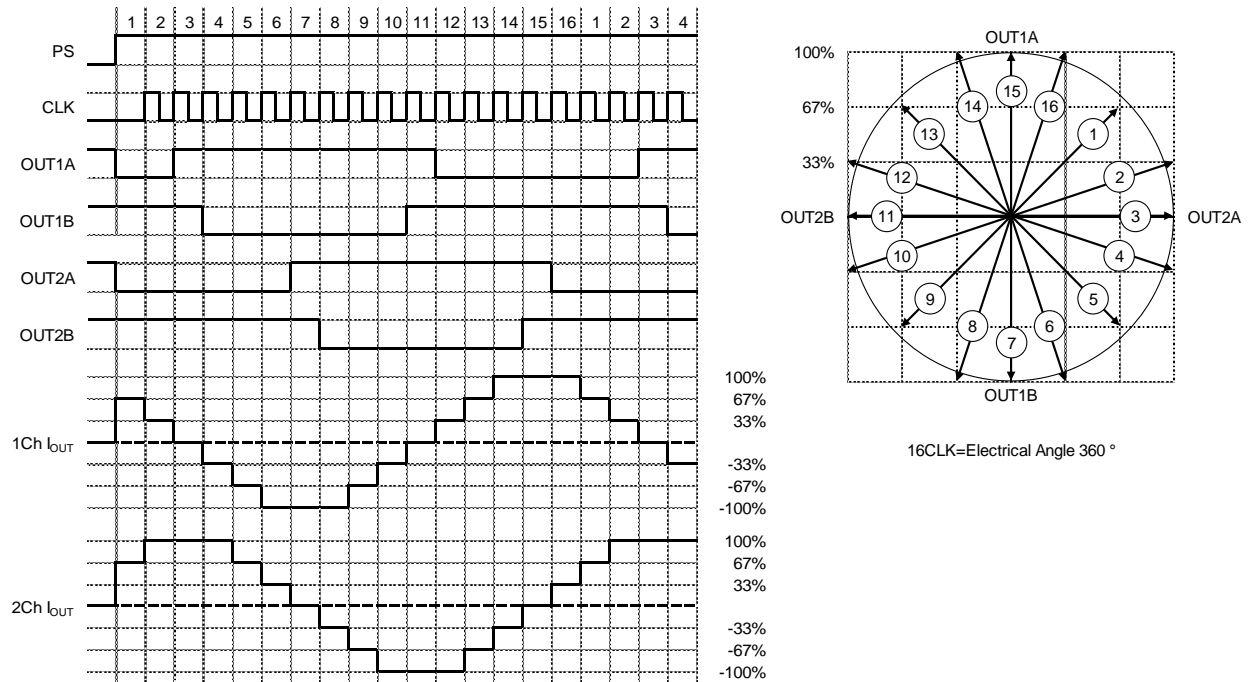 1 2 3 4 5 6 7 8 9 10 11 12 13 14 15 16 1 2 3 4
PS
CLK
OUT1A
OUT1B
OUT2A
OUT2B
1Ch IOUT
100%
67%
33%
-33%
-67%
-100%
2Ch IOUT
100%
67%
33%
-33%
-67%
-100%
OUT1A
100%
67%
33%
OUT2B
OUT2A
OUT1B
15
14
16
13
1
12
2
11
3
10
4
9
5
8
6
7
16CLK=Electrical Angle 360 °